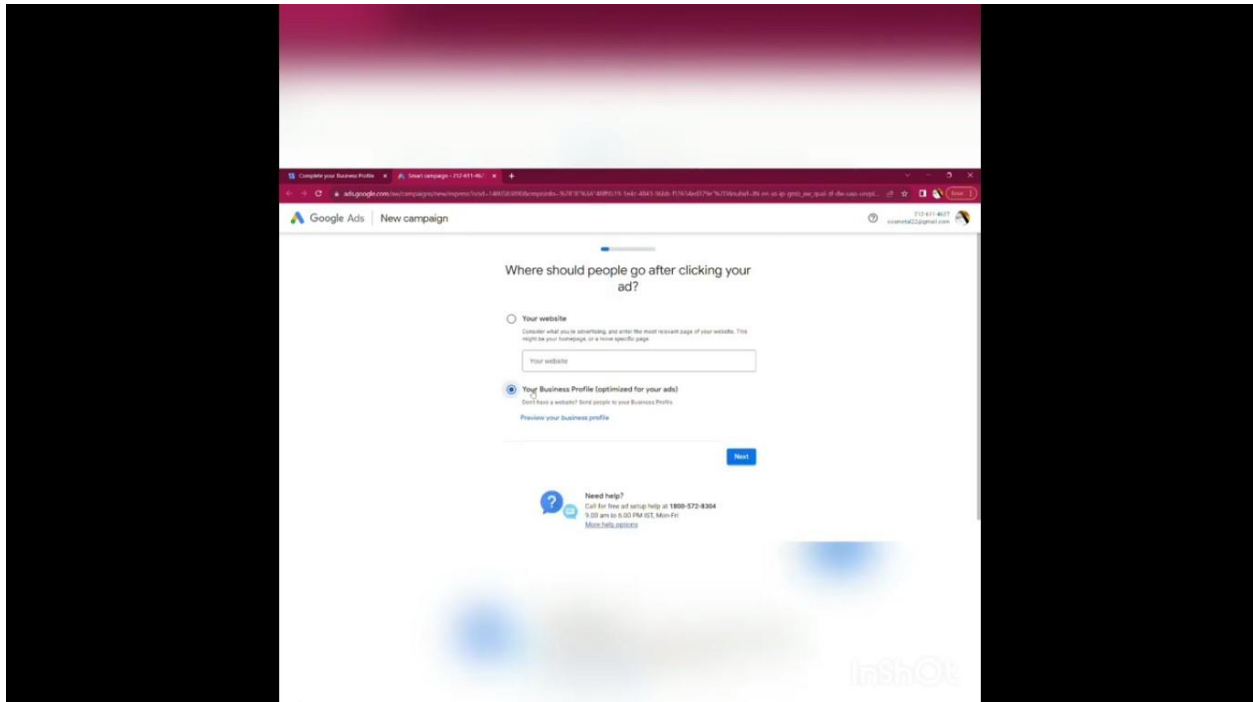 Complete your Business Profile
Smart campaign - 212-611-467
Google Ads New campaign
Where should people go after clicking your
ad?
Your website
Consider what you're advertising, and enter the most relevant page of your website. This
might be your homepage, or a more specific page
Your website
Your Business Profile (optimized for your ads)
Don't have a website? Send people to your Business Profile
Preview your business profile
Next
Need help?
Call for free ad setup help at 1800-572-8304
9:00 am to 6:00 PM IST, Mon-Fri
More help options
InShOt